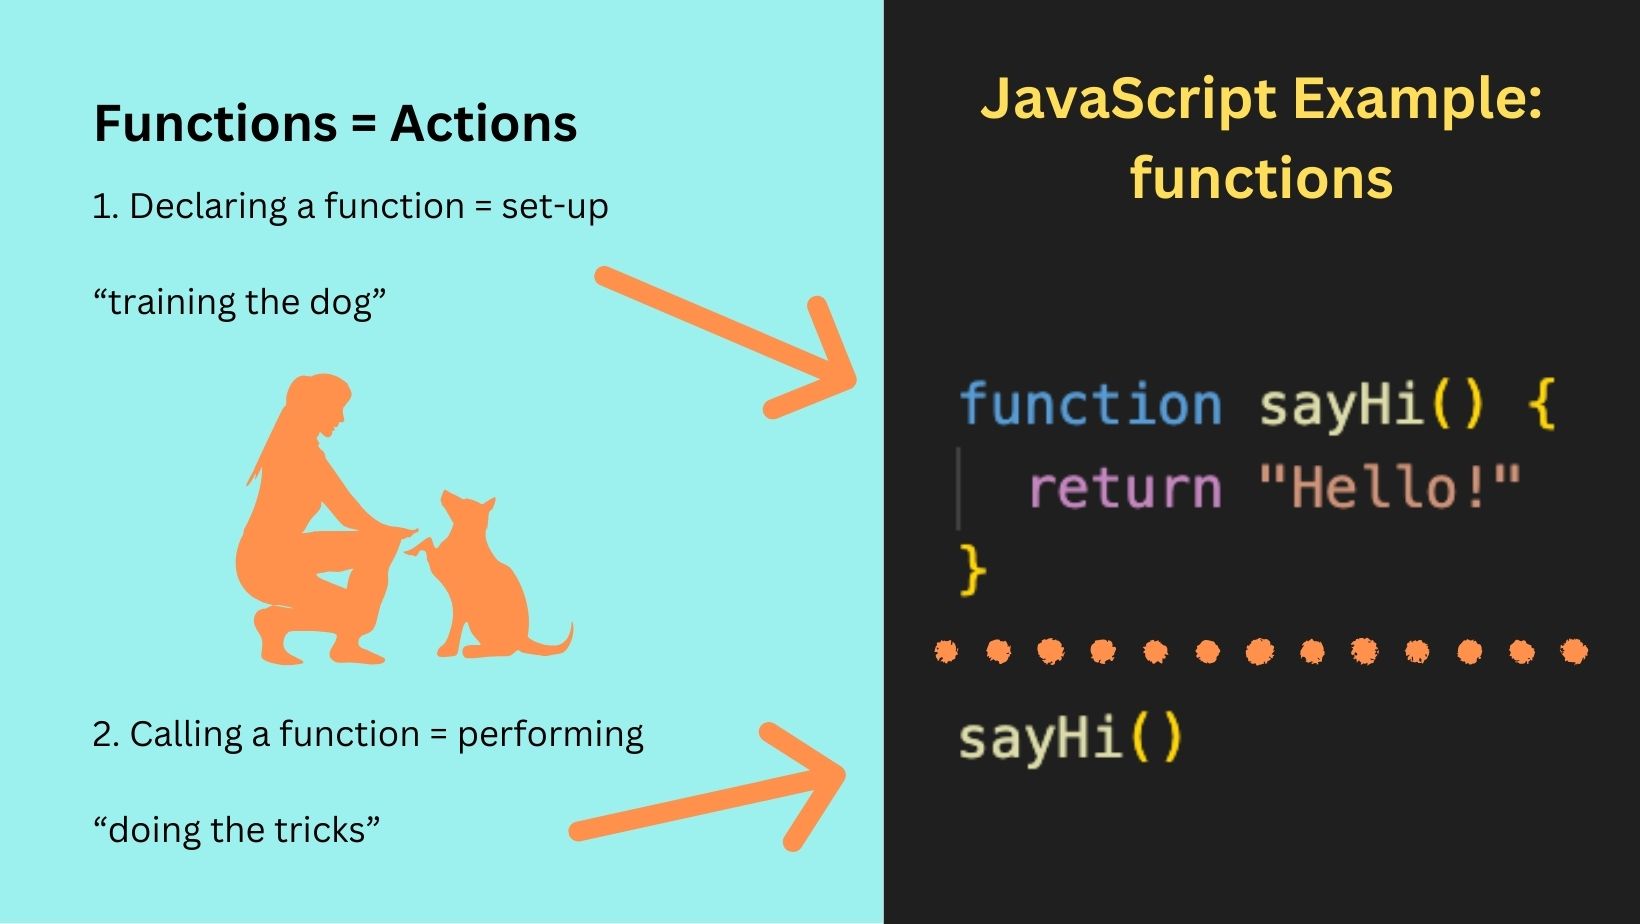 Functions = Actions
1. Declaring a function = set-up
“training the dog”
2. Calling a function = performing
“doing the tricks”
JavaScript Example:
functions
function sayHi() {
  return "Hello!"
}
sayHi()